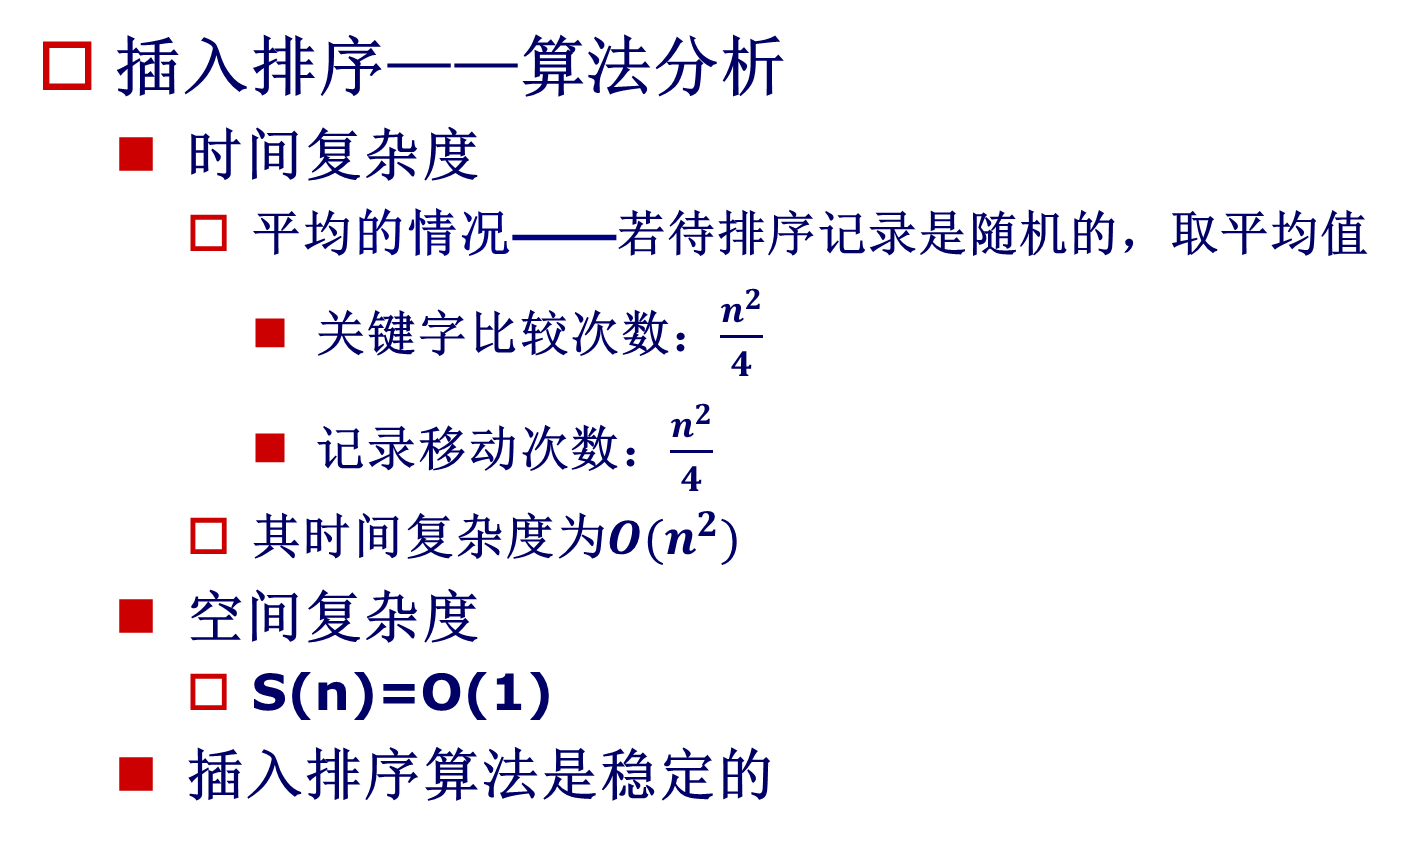 插入排序——算法分析
时间复杂度
平均的情况——若待排序记录是随机的，取平均值
关键字比较次数：n²/4
记录移动次数：n²/4
其时间复杂度为O(n²)
空间复杂度
S(n)=O(1)
插入排序算法是稳定的